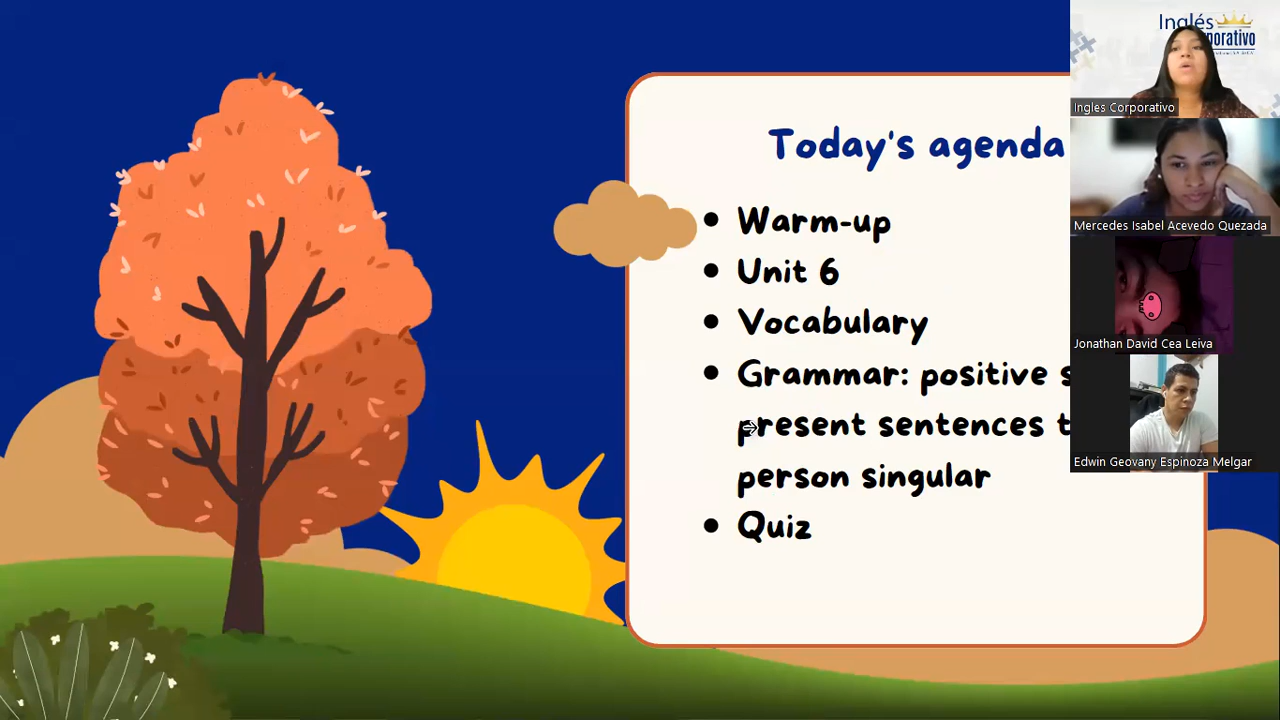 Today's agenda
Warm-up
Unit 6
Vocabulary
Grammar: positive
present sentences
person singular
Quiz
Inglés
Ingles Corporativo
Mercedes Isabel Acevedo Quezada
Jonathan David Cea Leiva
Edwin Geovany Espinoza Melgar